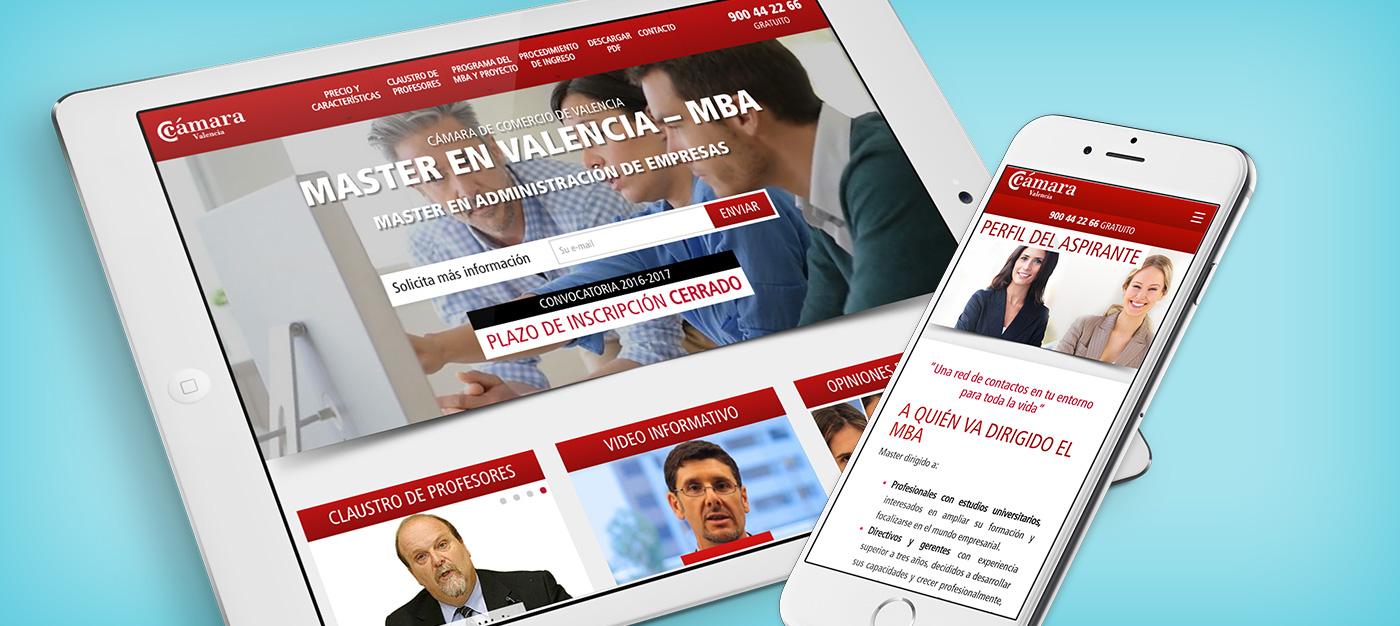 Cámara
Valencia
PRECIO Y
CARACTERÍSTICAS
CLAUSTRO DE
PROFESORES
PROGRAMA DEL
MBA Y PROYECTO
PROCEDIMIENTO
DE INGRESO
DESCARGAR
PDF
CONTACTO
900 44 22 66
GRATUITO
CÁMARA DE COMERCIO DE VALENCIA
MASTER EN VALENCIA – MBA
MASTER EN ADMINISTRACIÓN DE EMPRESAS
Solicita más información
Su e-mail
ENVIAR
CONVOCATORIA 2016-2017
PLAZO DE INSCRIPCIÓN CERRADO
CLAUSTRO DE PROFESORES
VIDEO INFORMATIVO
OPINIONES
Cámara
Valencia
900 44 22 66 GRATUITO
PERFIL DEL ASPIRANTE
“Una red de contactos en tu entorno
para toda la vida”
A QUIÉN VA DIRIGIDO EL
MBA
Master dirigido a:
• Profesionales con estudios universitarios,
interesados en ampliar su formación y
focalizarse en el mundo empresarial.
• Directivos y gerentes con experiencia
superior a tres años, decididos a desarrollar
sus capacidades y crecer profesionalmente,